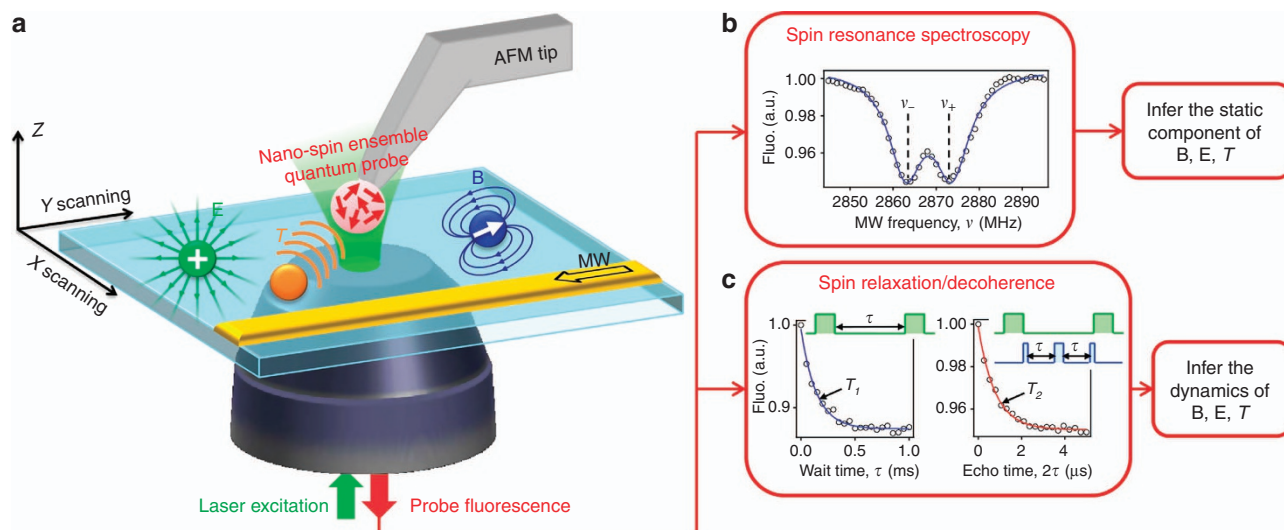 a
AFM tip
Z
Nano-spin ensemble
quantum probe
Y scanning
X scanning
E
T
B
MW
Laser excitation
Probe fluorescence
b
Spin resonance spectroscopy
1.00
0.98
0.96
Fluo. (a.u.)
ν−
ν+
2850 2860 2870 2880 2890
MW frequency, ν (MHz)
Infer the static
component of
B, E, T
c
Spin relaxation/decoherence
1.0
0.9
Fluo. (a.u.)
τ
T1
0.0 0.5 1.0
Wait time, τ (ms)
1.00
0.98
0.96
τ τ
T2
0 2 4
Echo time, 2τ (μs)
Infer the
dynamics of
B, E, T